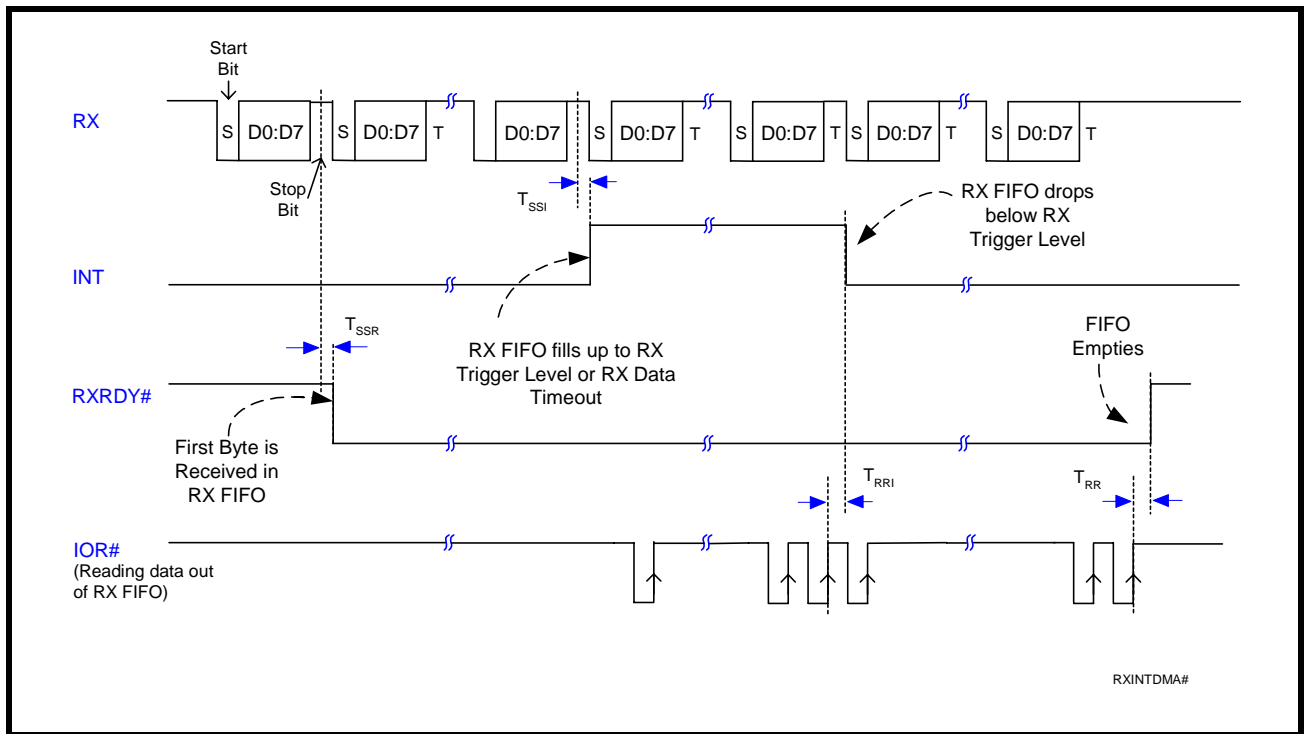 Start
Bit
RX
S D0:D7 S D0:D7 T D0:D7 S D0:D7 T S D0:D7 T S D0:D7 T S D0:D7 T
Stop
Bit
TSSI
RX FIFO drops
below RX
Trigger Level
INT
TSSR
RX FIFO fills up to RX
Trigger Level or RX Data
Timeout
FIFO
Empties
RXRDY#
First Byte is
Received in
RX FIFO
TRRI
TRR
IOR#
(Reading data out
of RX FIFO)
RXINTDMA#